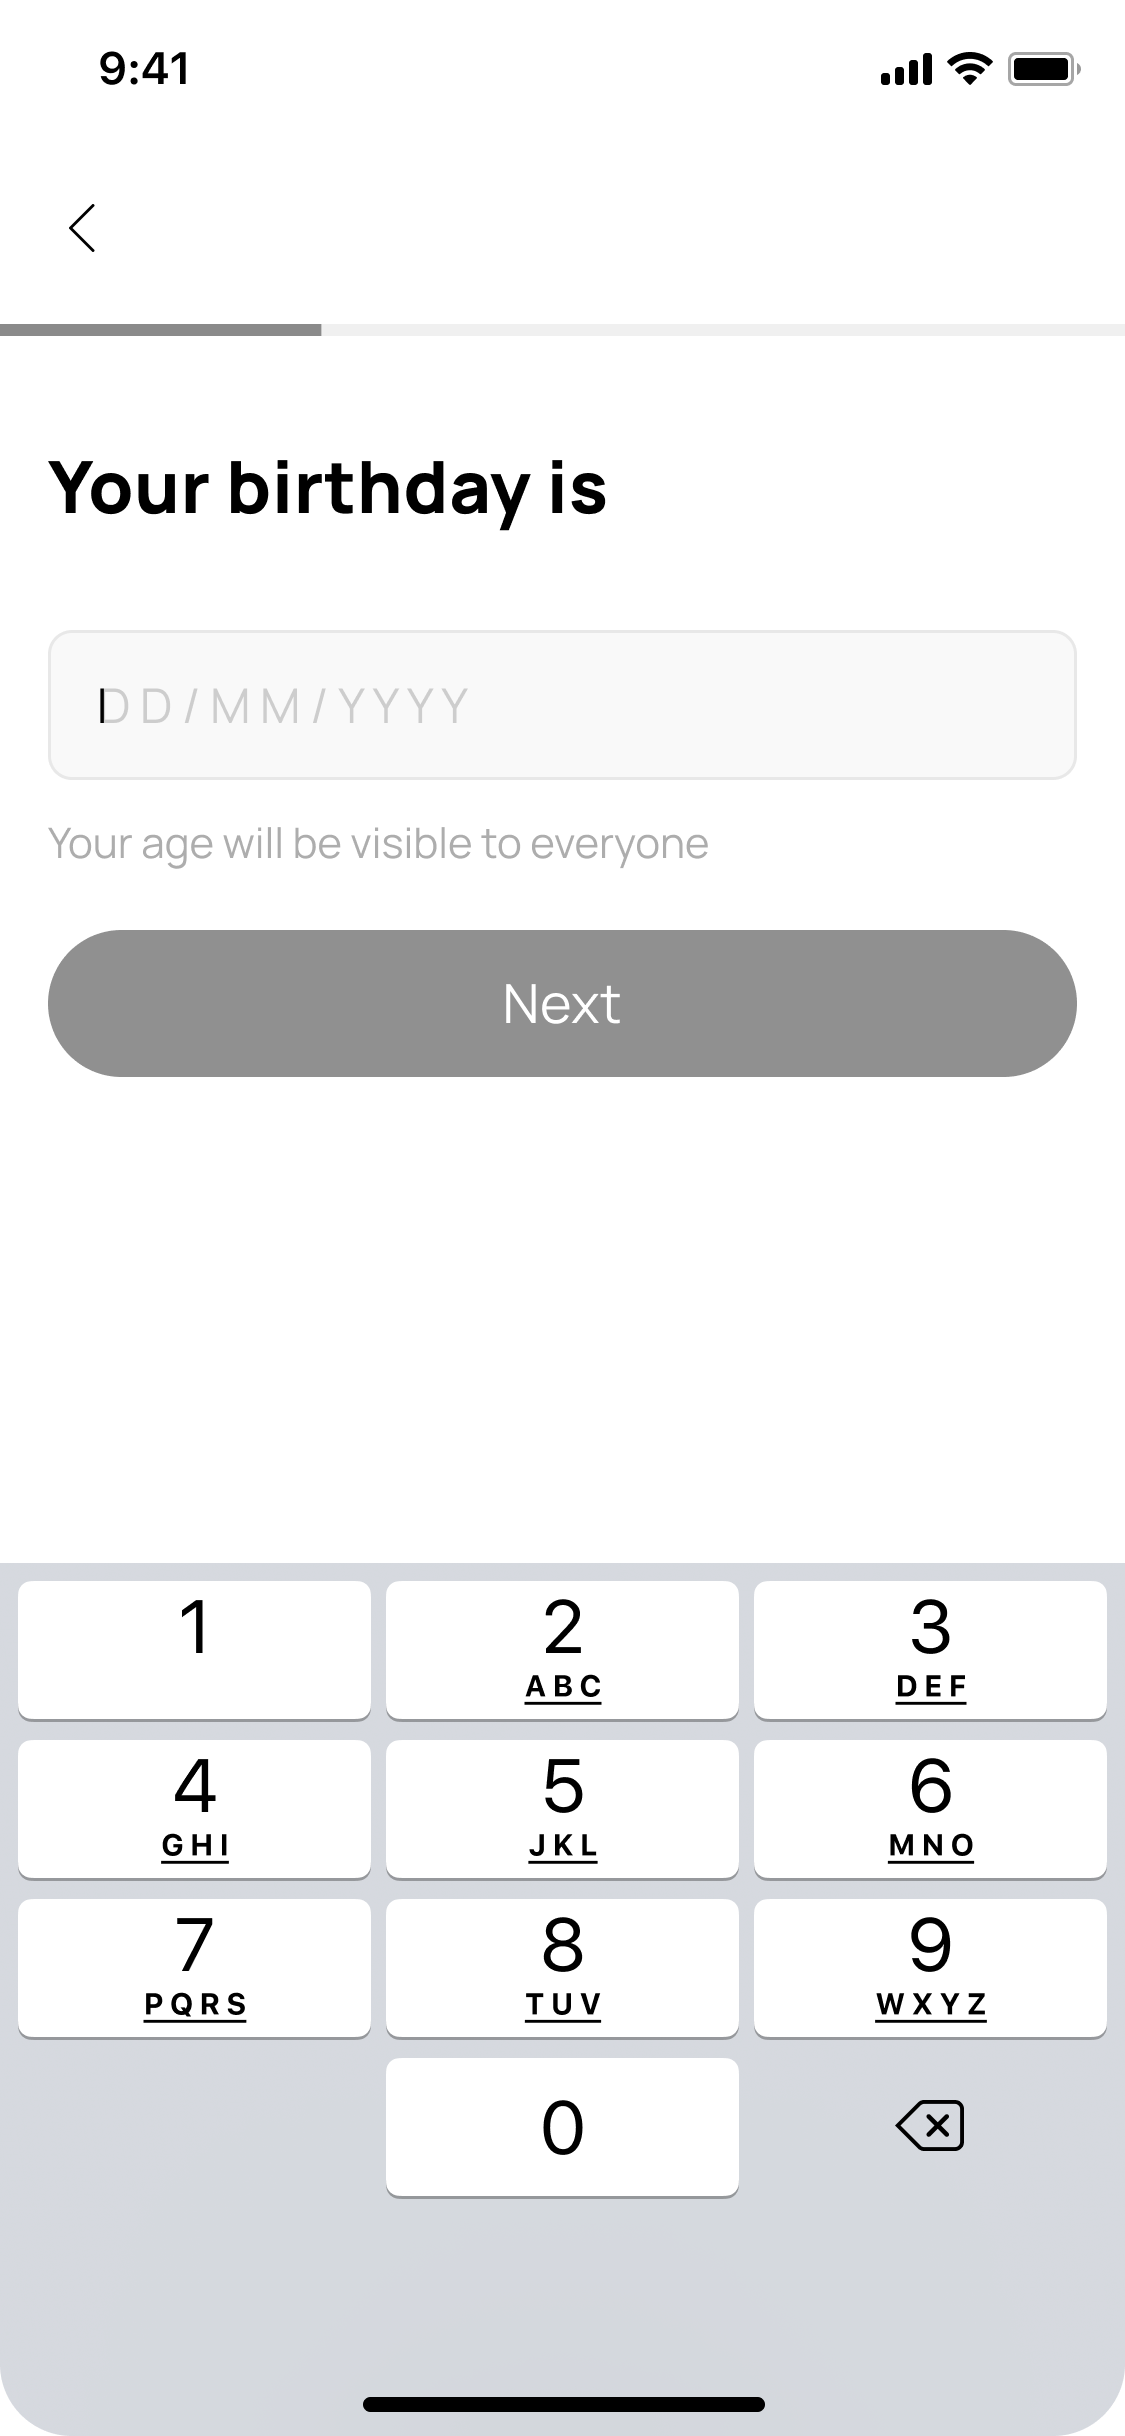 9:41
Your birthday is
DD/MM/YYYY
Your age will be visible to everyone
Next
1 2 3
ABC DEF
4 5 6
GHI JKL MNO
7 8 9
PQRS TUV WXYZ
0